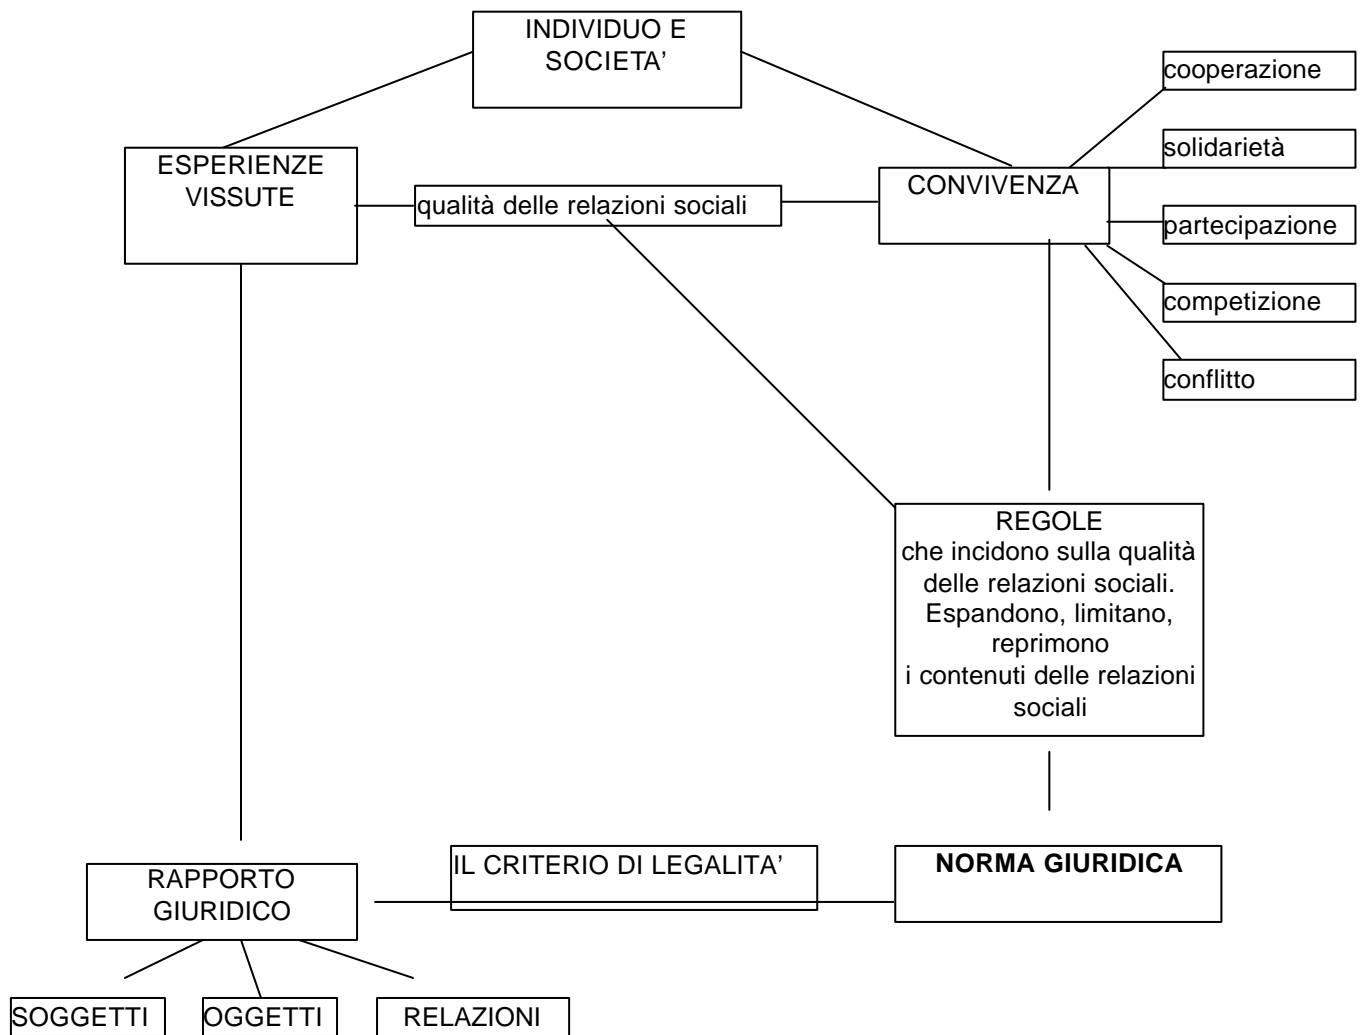 INDIVIDUO E
SOCIETA’
cooperazione
solidarietà
ESPERIENZE
VISSUTE
qualità delle relazioni sociali
CONVIVENZA
partecipazione
competizione
conflitto
REGOLE
che incidono sulla qualità
delle relazioni sociali.
Espandono, limitano,
reprimono
i contenuti delle relazioni
sociali
RAPPORTO
GIURIDICO
IL CRITERIO DI LEGALITA’
NORMA GIURIDICA
SOGGETTI
OGGETTI
RELAZIONI